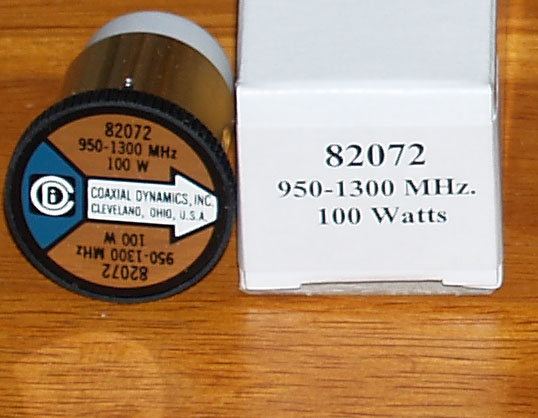 82072
950-1300 MHz
100 W
COAXIAL DYNAMICS, INC.
CLEVELAND, OHIO, U.S.A.
100 W
950-1300 MHz
82072
82072
950-1300 MHz.
100 Watts